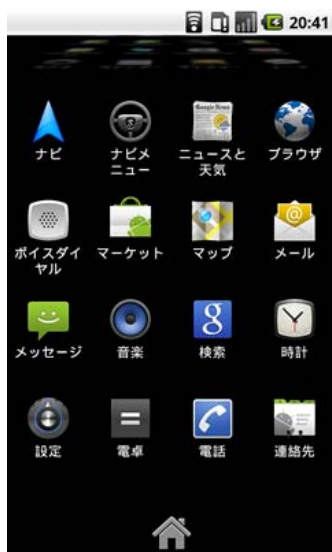 20:41
ナビ
ナビメ
ニュー
ニュースと
天気
ブラウザ
ボイスダイ
ヤル
マーケット
マップ
メール
メッセージ
音楽
検索
時計
設定
電卓
電話
連絡先